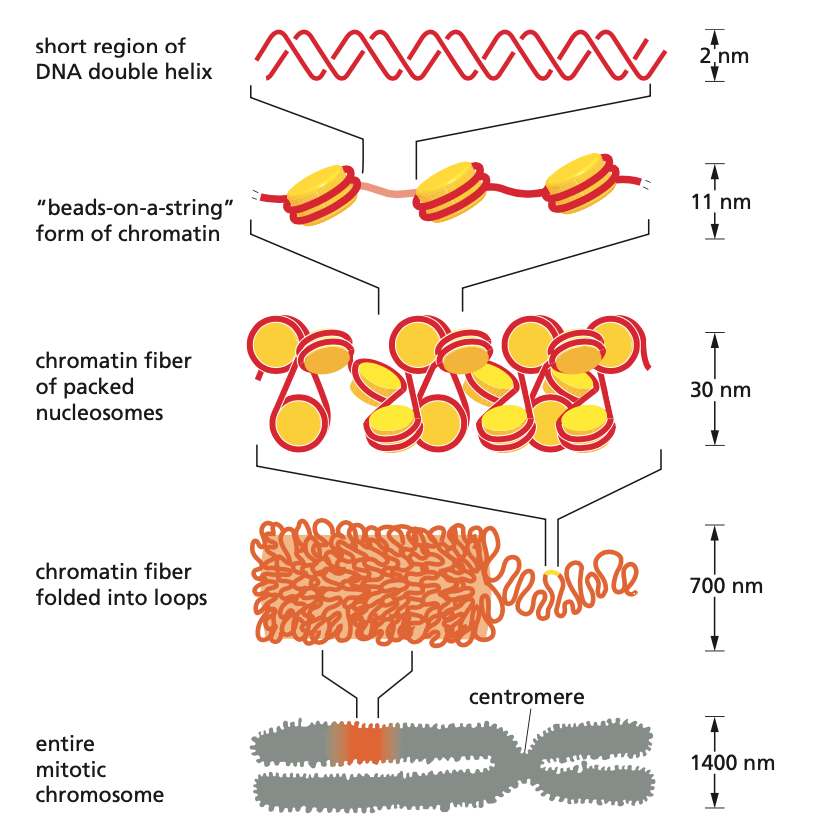 short region of
DNA double helix
2 nm
“beads-on-a-string”
form of chromatin
11 nm
chromatin fiber
of packed
nucleosomes
30 nm
chromatin fiber
folded into loops
700 nm
centromere
entire
mitotic
chromosome
1400 nm